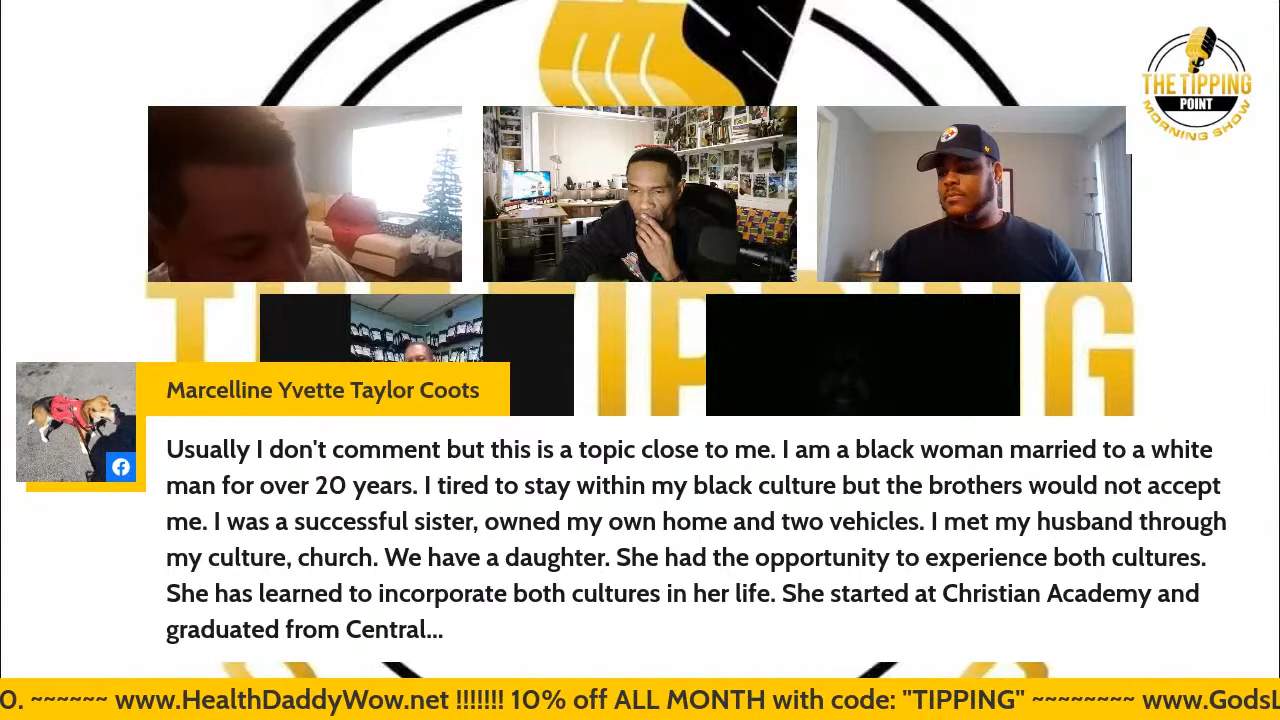 THE TIPPING
POINT
MORNING SHOW
THE TIPPING
Marcelline Yvette Taylor Coots
Usually I don't comment but this is a topic close to me. I am a black woman married to a white
man for over 20 years. I tired to stay within my black culture but the brothers would not accept
me. I was a successful sister, owned my own home and two vehicles. I met my husband through
my culture, church. We have a daughter. She had the opportunity to experience both cultures.
She has learned to incorporate both cultures in her life. She started at Christian Academy and
graduated from Central...
0. ~~~~~~ www.HealthDaddyWow.net !!!!!!! 10% off ALL MONTH with code: "TIPPING" ~~~~~~~~ www.GodsL